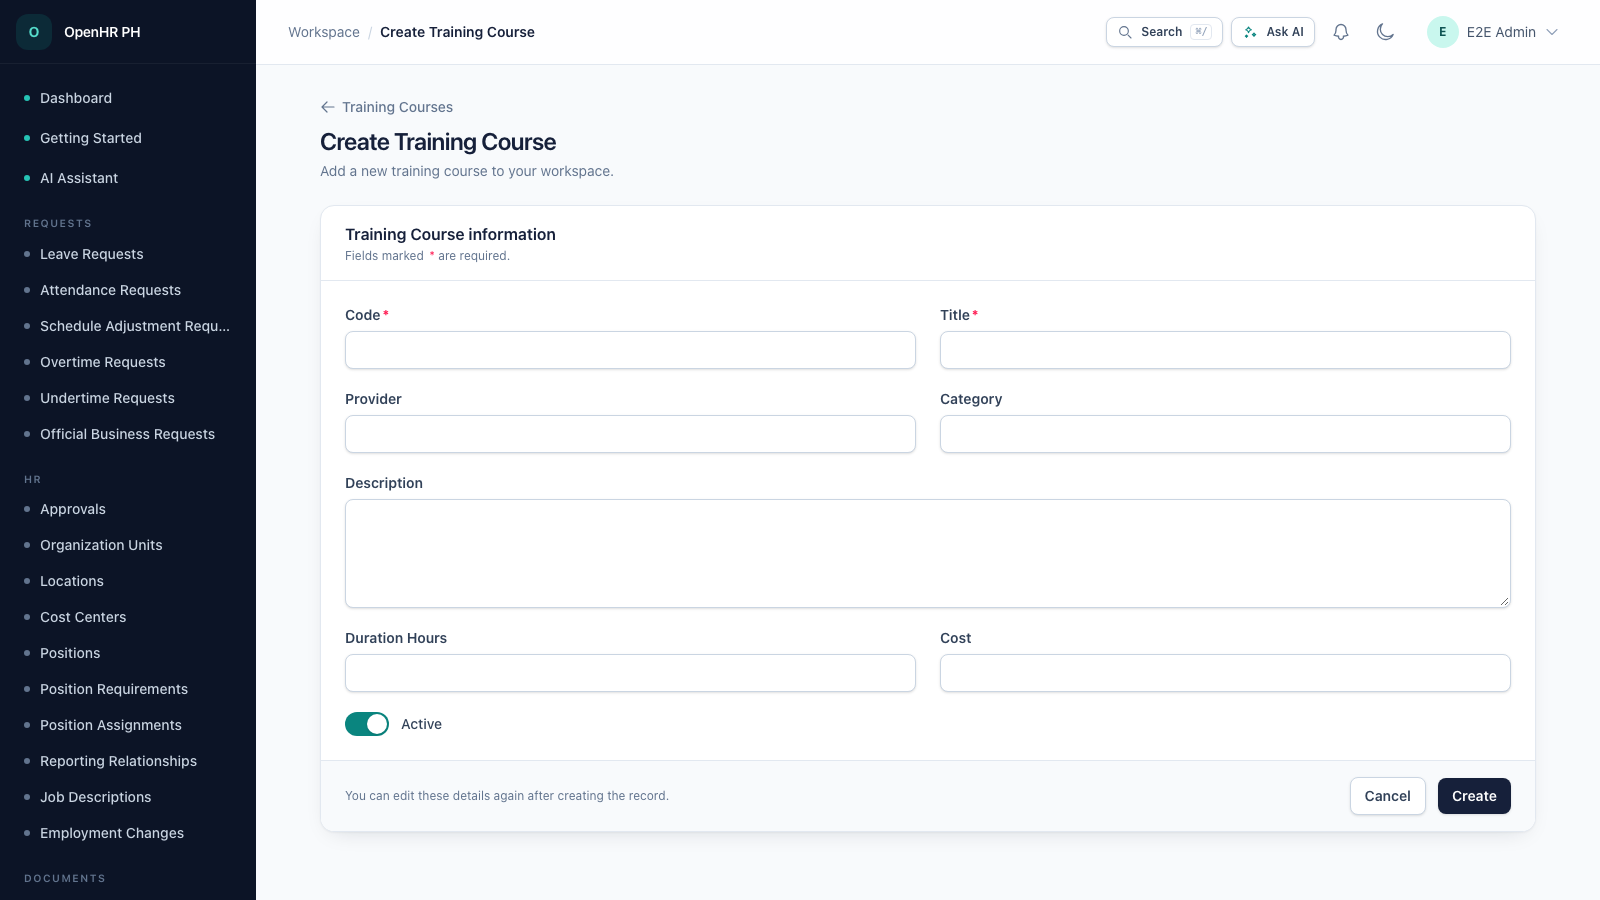 O OpenHR PH
Workspace / Create Training Course
Search ⌘/
Ask AI
E E2E Admin
Dashboard
Getting Started
AI Assistant
REQUESTS
Leave Requests
Attendance Requests
Schedule Adjustment Requ...
Overtime Requests
Undertime Requests
Official Business Requests
HR
Approvals
Organization Units
Locations
Cost Centers
Positions
Position Requirements
Position Assignments
Reporting Relationships
Job Descriptions
Employment Changes
DOCUMENTS
← Training Courses
Create Training Course
Add a new training course to your workspace.
Training Course information
Fields marked * are required.
Code*
Title*
Provider
Category
Description
Duration Hours
Cost
Active
You can edit these details again after creating the record.
Cancel
Create